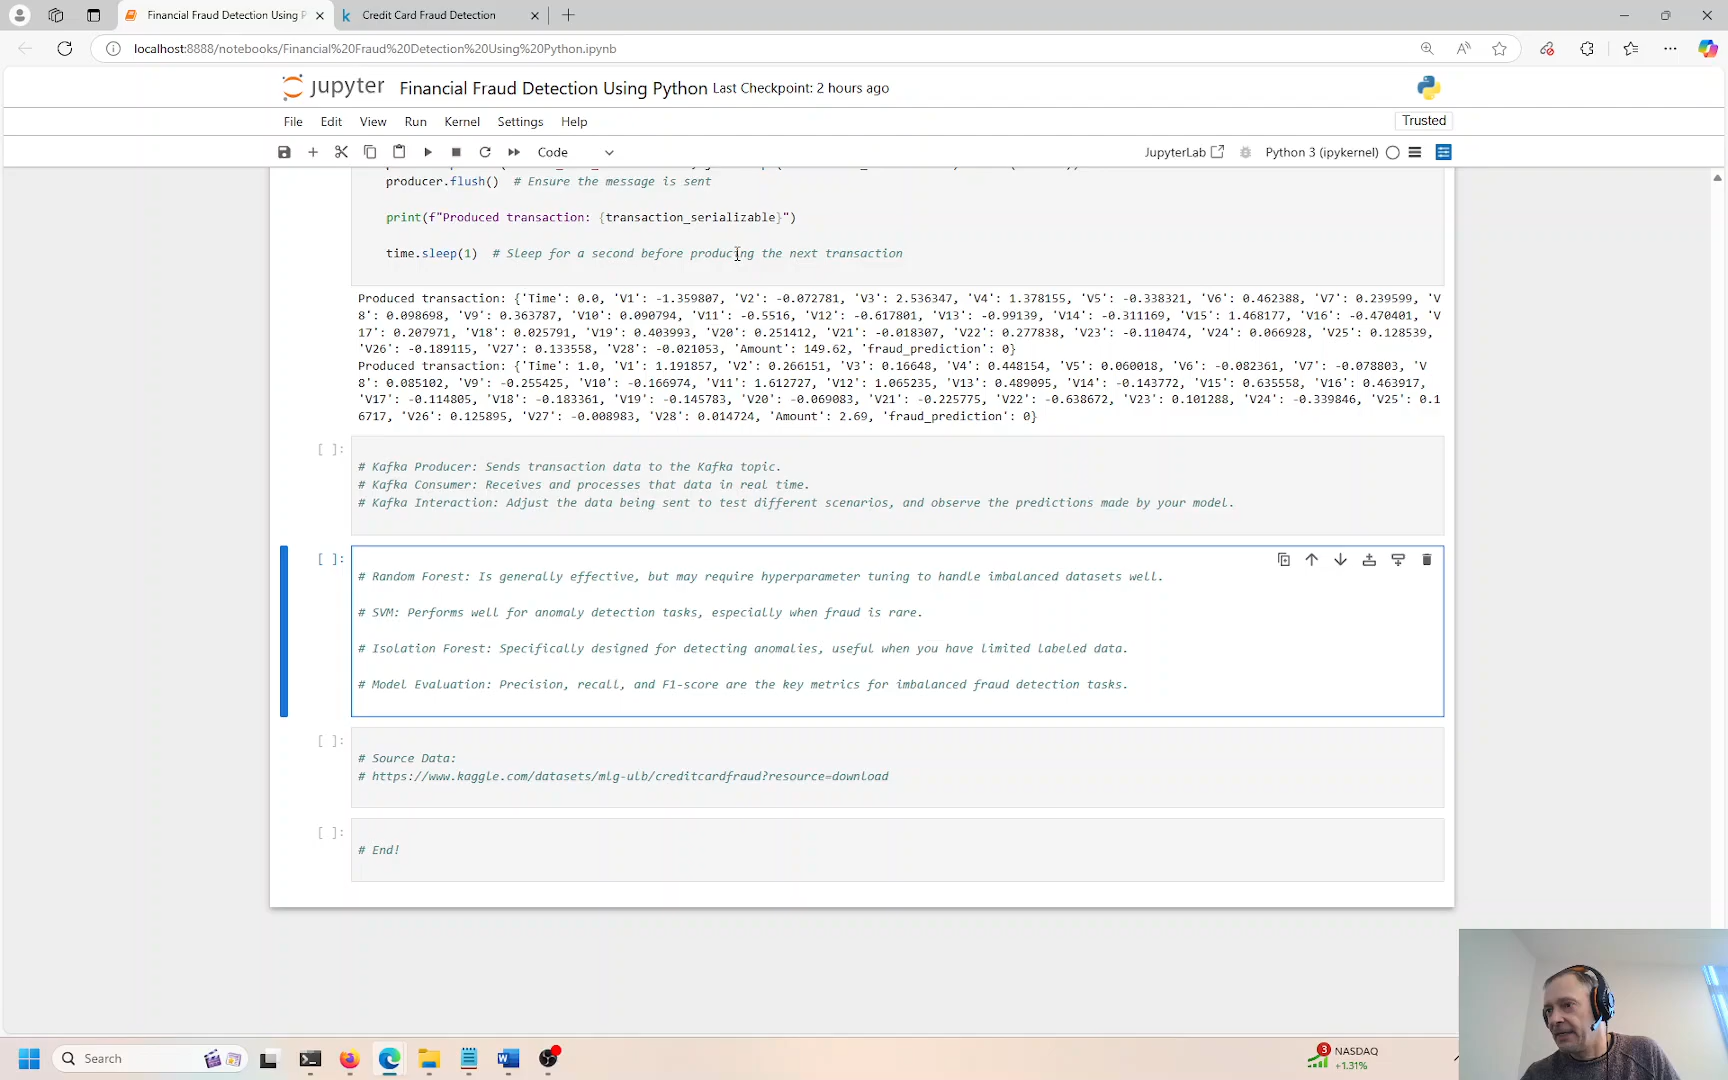 Financial Fraud Detection Using P
Credit Card Fraud Detection
localhost:8888/notebooks/Financial%20Fraud%20Detection%20Using%20Python.ipynb
jupyter Financial Fraud Detection Using Python Last Checkpoint: 2 hours ago
File Edit View Run Kernel Settings Help
Trusted
Code
JupyterLab
Python 3 (ipykernel)
producer.flush()  # Ensure the message is sent
print(f"Produced transaction: {transaction_serializable}")
time.sleep(1)  # Sleep for a second before producing the next transaction
Produced transaction: {'Time': 0.0, 'V1': -1.359807, 'V2': -0.072781, 'V3': 2.536347, 'V4': 1.378155, 'V5': -0.338321, 'V6': 0.462388, 'V7': 0.239599, 'V
8': 0.098698, 'V9': 0.363787, 'V10': 0.090794, 'V11': -0.5516, 'V12': -0.617801, 'V13': -0.99139, 'V14': -0.311169, 'V15': 1.468177, 'V16': -0.470401, 'V
17': 0.207971, 'V18': 0.025791, 'V19': 0.403993, 'V20': 0.251412, 'V21': -0.018307, 'V22': 0.277838, 'V23': -0.110474, 'V24': 0.066928, 'V25': 0.128539,
'V26': -0.189115, 'V27': 0.133558, 'V28': -0.021053, 'Amount': 149.62, 'fraud_prediction': 0}
Produced transaction: {'Time': 1.0, 'V1': 1.191857, 'V2': 0.266151, 'V3': 0.16648, 'V4': 0.448154, 'V5': 0.060018, 'V6': -0.082361, 'V7': -0.078803, 'V
8': 0.085102, 'V9': -0.255425, 'V10': -0.166974, 'V11': 1.612727, 'V12': 1.065235, 'V13': 0.489095, 'V14': -0.143772, 'V15': 0.635558, 'V16': 0.463917,
'V17': -0.114805, 'V18': -0.183361, 'V19': -0.145783, 'V20': -0.069083, 'V21': -0.225775, 'V22': -0.638672, 'V23': 0.101288, 'V24': -0.339846, 'V25': 0.1
6717, 'V26': 0.125895, 'V27': -0.008983, 'V28': 0.014724, 'Amount': 2.69, 'fraud_prediction': 0}
[ ]:
# Kafka Producer: Sends transaction data to the Kafka topic.
# Kafka Consumer: Receives and processes that data in real time.
# Kafka Interaction: Adjust the data being sent to test different scenarios, and observe the predictions made by your model.
[ ]:
# Random Forest: Is generally effective, but may require hyperparameter tuning to handle imbalanced datasets well.
# SVM: Performs well for anomaly detection tasks, especially when fraud is rare.
# Isolation Forest: Specifically designed for detecting anomalies, useful when you have limited labeled data.
# Model Evaluation: Precision, recall, and F1-score are the key metrics for imbalanced fraud detection tasks.
[ ]:
# Source Data:
# https://www.kaggle.com/datasets/mlg-ulb/creditcardfraud?resource=download
[ ]:
# End!
Search
3
NASDAQ
+1.31%